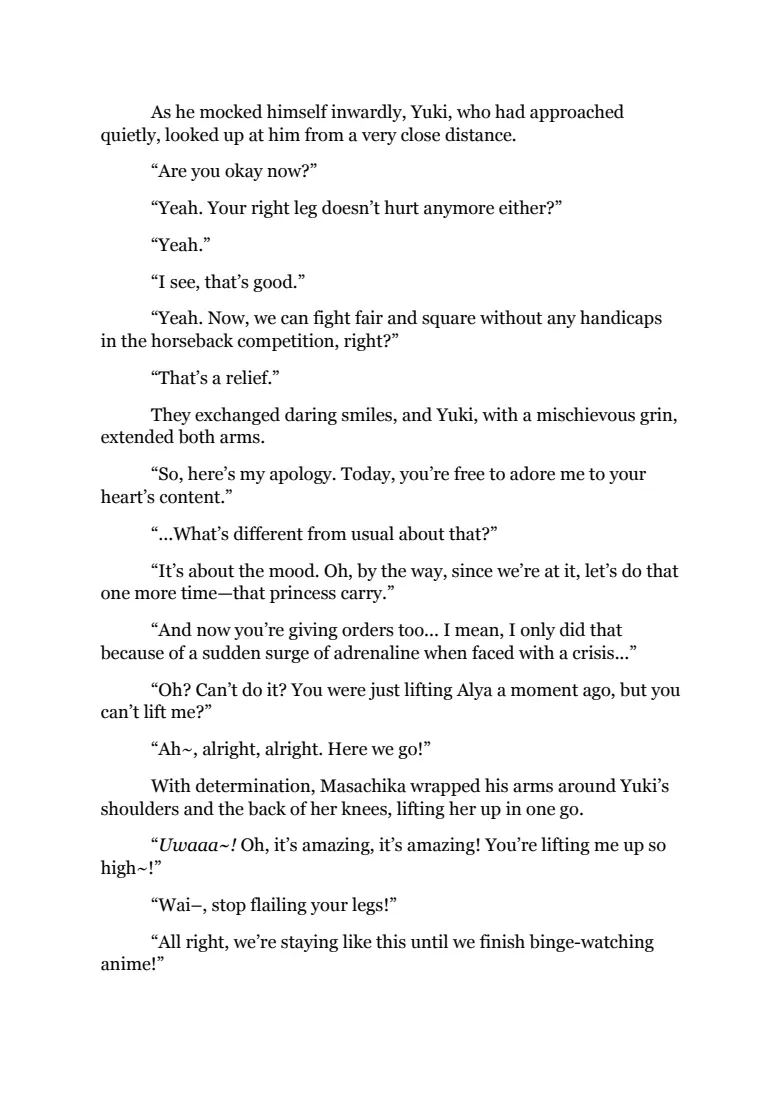 As he mocked himself inwardly, Yuki, who had approached
quietly, looked up at him from a very close distance.
“Are you okay now?”
“Yeah. Your right leg doesn’t hurt anymore either?”
“Yeah.”
“I see, that’s good.”
“Yeah. Now, we can fight fair and square without any handicaps
in the horseback competition, right?”
“That’s a relief.”
They exchanged daring smiles, and Yuki, with a mischievous grin,
extended both arms.
“So, here’s my apology. Today, you’re free to adore me to your
heart’s content.”
“...What’s different from usual about that?”
“It’s about the mood. Oh, by the way, since we’re at it, let’s do that
one more time—that princess carry.”
“And now you’re giving orders too... I mean, I only did that
because of a sudden surge of adrenaline when faced with a crisis...”
“Oh? Can’t do it? You were just lifting Alya a moment ago, but you
can’t lift me?”
“Ah~, alright, alright. Here we go!”
With determination, Masachika wrapped his arms around Yuki’s
shoulders and the back of her knees, lifting her up in one go.
“Uwaaa~! Oh, it’s amazing, it’s amazing! You’re lifting me up so
high~!”
“Wai–, stop flailing your legs!”
“All right, we’re staying like this until we finish binge-watching
anime!”